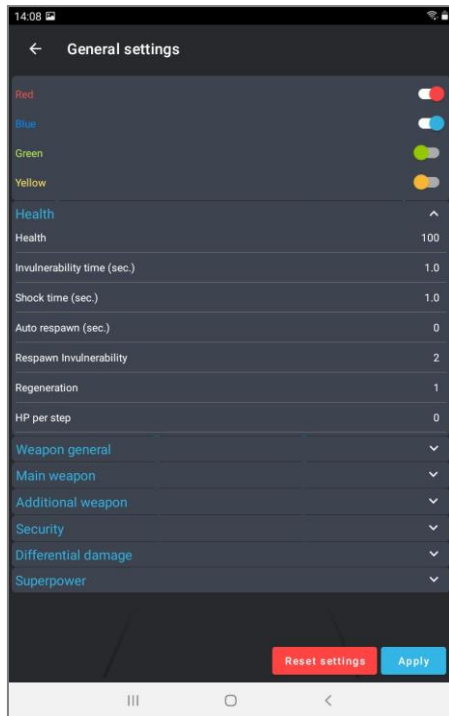 14:08
General settings
Red
Blue
Green
Yellow
Health
Health 100
Invulnerability time (sec.) 1.0
Shock time (sec.) 1.0
Auto respawn (sec.) 0
Respawn Invulnerability 2
Regeneration 1
HP per step 0
Weapon general
Main weapon
Additional weapon
Security
Differential damage
Superpower
Reset settings Apply